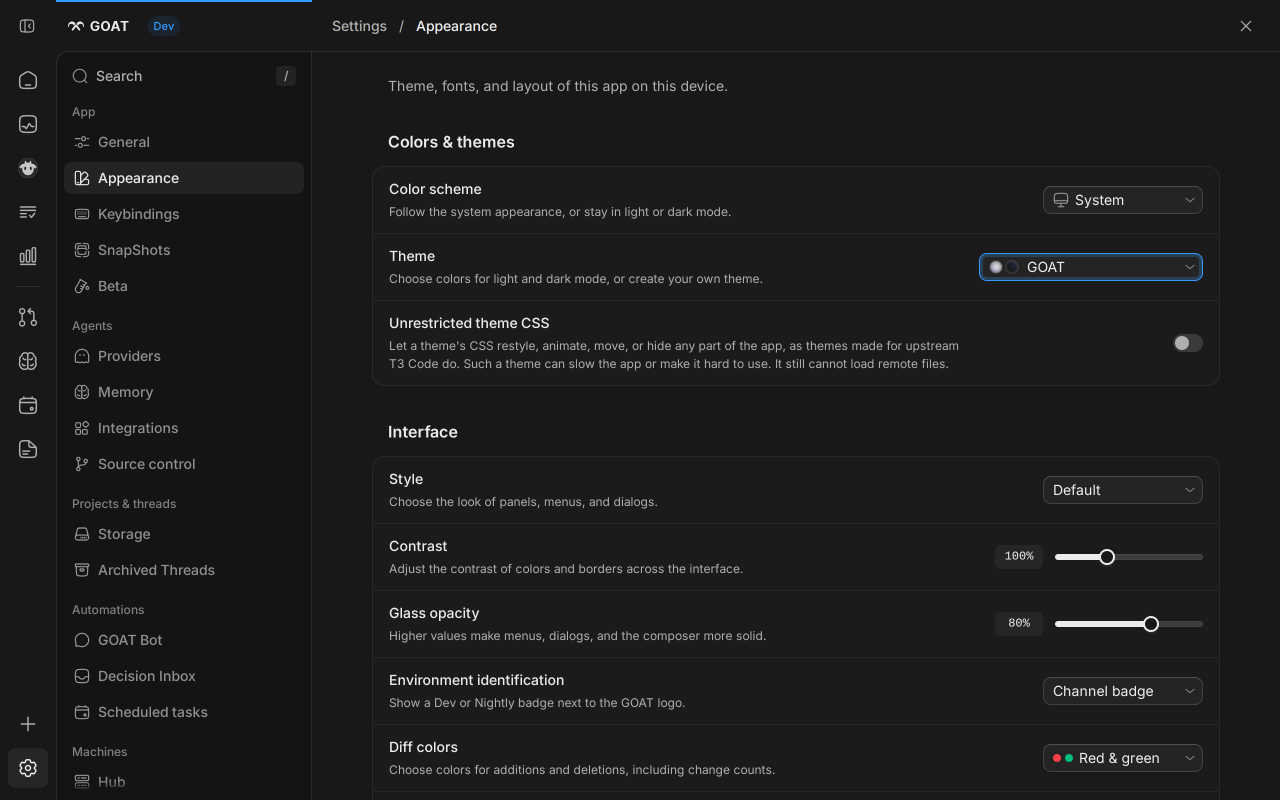 GOAT
Dev
Settings / Appearance
Search
/
App
General
Appearance
Keybindings
SnapShots
Beta
Agents
Providers
Memory
Integrations
Source control
Projects & threads
Storage
Archived Threads
Automations
GOAT Bot
Decision Inbox
Scheduled tasks
Machines
Hub
Theme, fonts, and layout of this app on this device.
Colors & themes
Color scheme
Follow the system appearance, or stay in light or dark mode.
System
Theme
Choose colors for light and dark mode, or create your own theme.
GOAT
Unrestricted theme CSS
Let a theme's CSS restyle, animate, move, or hide any part of the app, as themes made for upstream
T3 Code do. Such a theme can slow the app or make it hard to use. It still cannot load remote files.
Interface
Style
Choose the look of panels, menus, and dialogs.
Default
Contrast
Adjust the contrast of colors and borders across the interface.
100%
Glass opacity
Higher values make menus, dialogs, and the composer more solid.
80%
Environment identification
Show a Dev or Nightly badge next to the GOAT logo.
Channel badge
Diff colors
Choose colors for additions and deletions, including change counts.
Red & green